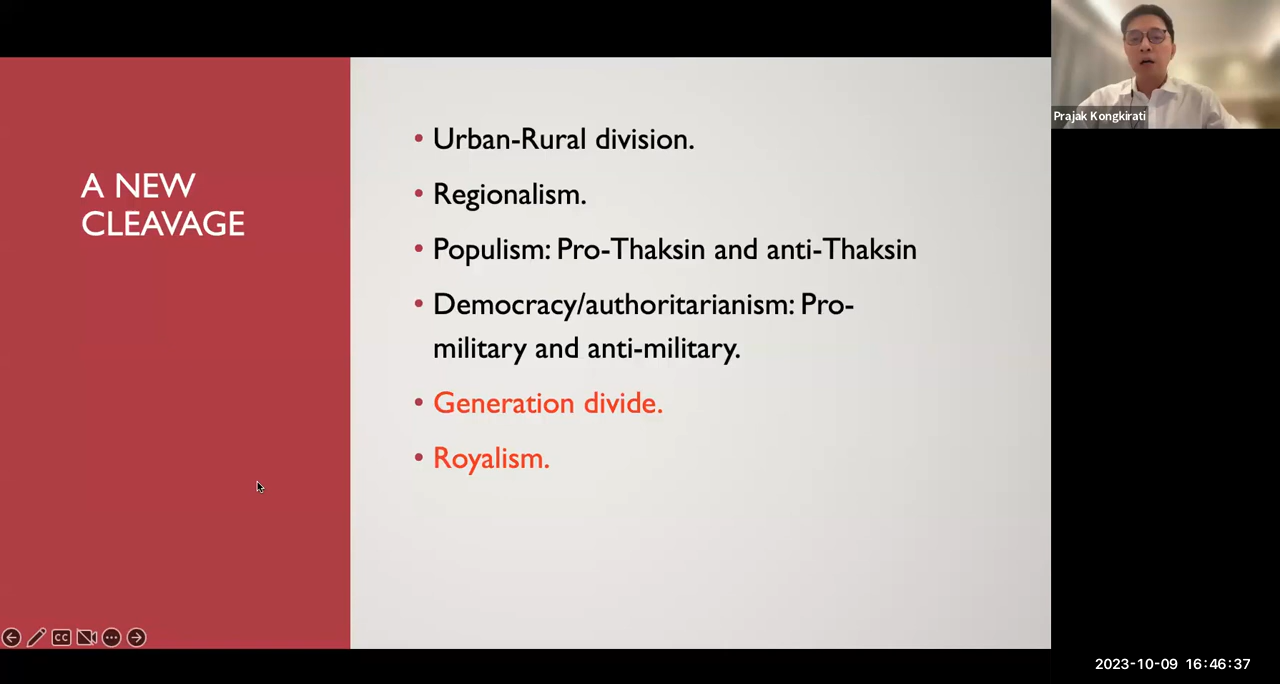 A NEW
CLEAVAGE
• Urban-Rural division.
• Regionalism.
• Populism: Pro-Thaksin and anti-Thaksin
• Democracy/authoritarianism: Pro-
military and anti-military.
• Generation divide.
• Royalism.
Prajak Kongkirati
CC
2023-10-09 16:46:37